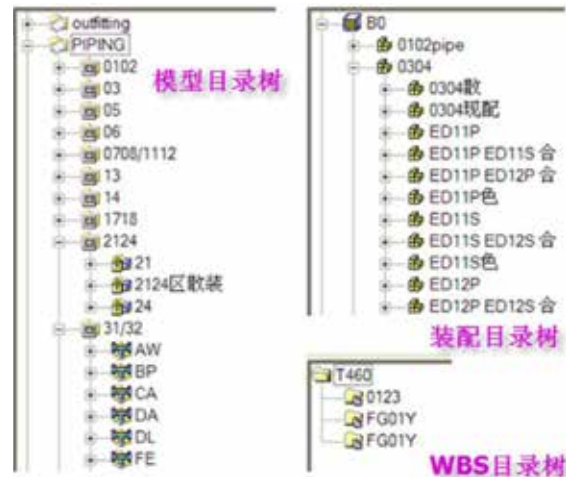 outfitting
PIPING
0102
模型目录树
03
05
06
0708/1112
13
14
1718
2124
21
2124区散装
24
31/32
AW
BP
CA
DA
DL
FE
B0
0102pipe
0304
0304散
0304现配
ED11P
ED11P ED11S 合
ED11P ED12P 合
ED11P色
ED11S
ED11S ED12S 合
ED11S色
ED12P
ED12P ED12S 合
装配目录树
T460
0123
FG01Y
FG01Y
WBS目录树